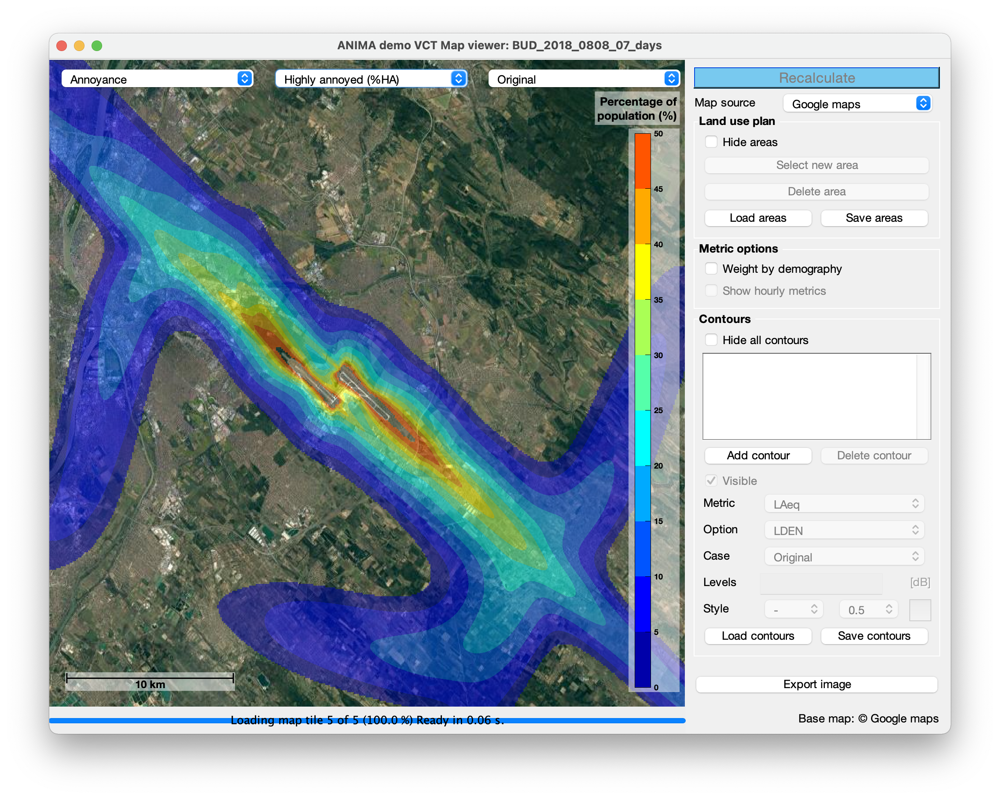 ANIMA demo VCT Map viewer: BUD_2018_0808_07_days
Annoyance
Highly annoyed (%HA)
Original
Percentage of
population (%)
50
45
40
35
30
25
20
15
10
5
0
10 km
Loading map tile 5 of 5 (100.0 %) Ready in 0.06 s.
Recalculate
Map source
Google maps
Land use plan
Hide areas
Select new area
Delete area
Load areas
Save areas
Metric options
Weight by demography
Show hourly metrics
Contours
Hide all contours
Add contour
Delete contour
Visible
Metric
LAeq
Option
LDEN
Case
Original
Levels
[dB]
Style
-
0.5
Load contours
Save contours
Export image
Base map: © Google maps